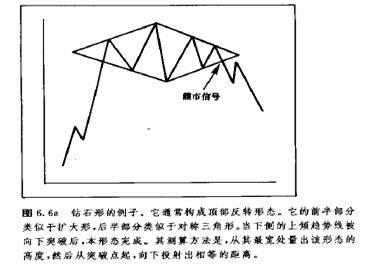 熊市信号
图 6.6a 钻石形的例子。它通常构成顶部反转形态。它的前半部分
类似于扩大形,后半部分类似于对称三角形。当下侧的上倾趋势线被
向下突破后,本形态完成。其测算方法是,从其最宽处量出该形态的
高度,然后从突破点起,向下投射出相等的距离。